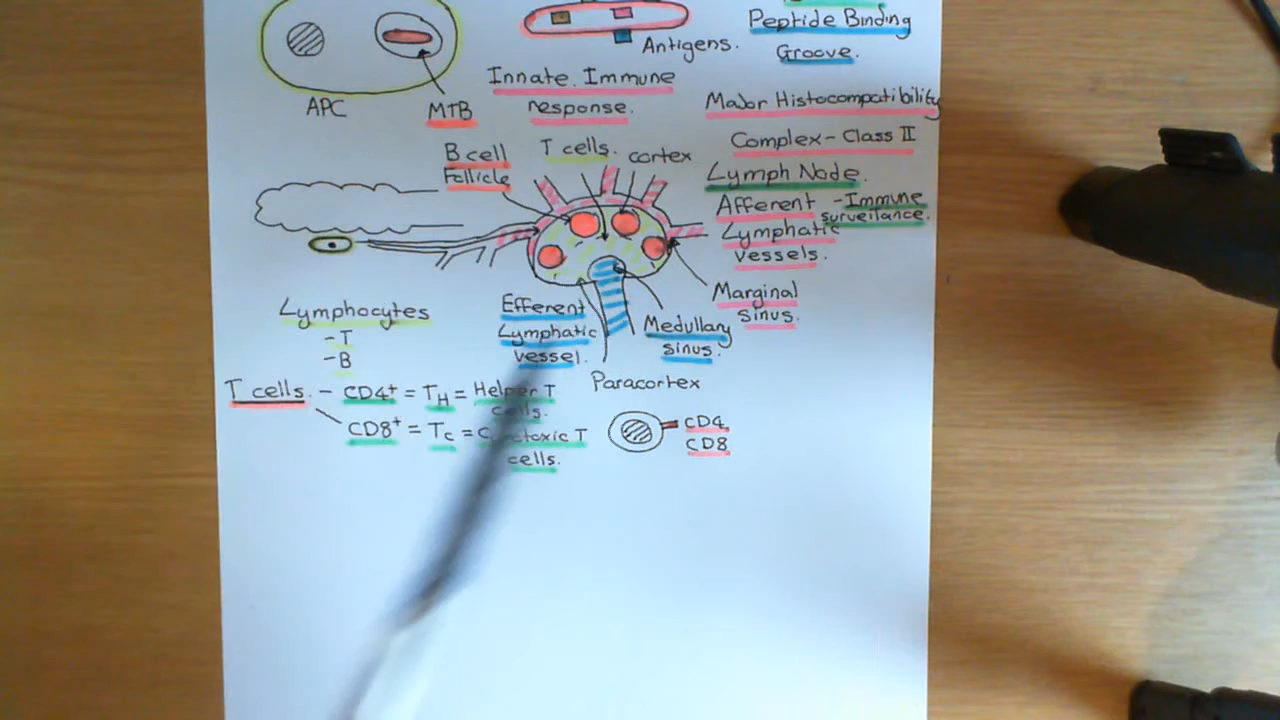 Peptide Binding
Groove.
Antigens.
APC
MTB
Innate. Immune
response.
Major Histocompatibility
Complex - Class II
B cell
Follicle
T cells.
cortex
Lymph Node.
Afferent - Immune
surveilance.
Lymphatic
vessels.
Marginal
sinus.
Lymphocytes
- T
- B
Efferent
Lymphatic
vessel.
Medullary
sinus.
Paracortex
T cells. - CD4+ = TH = Helper T
cells.
CD8+ = Tc = T
cells.
CD4
CD8